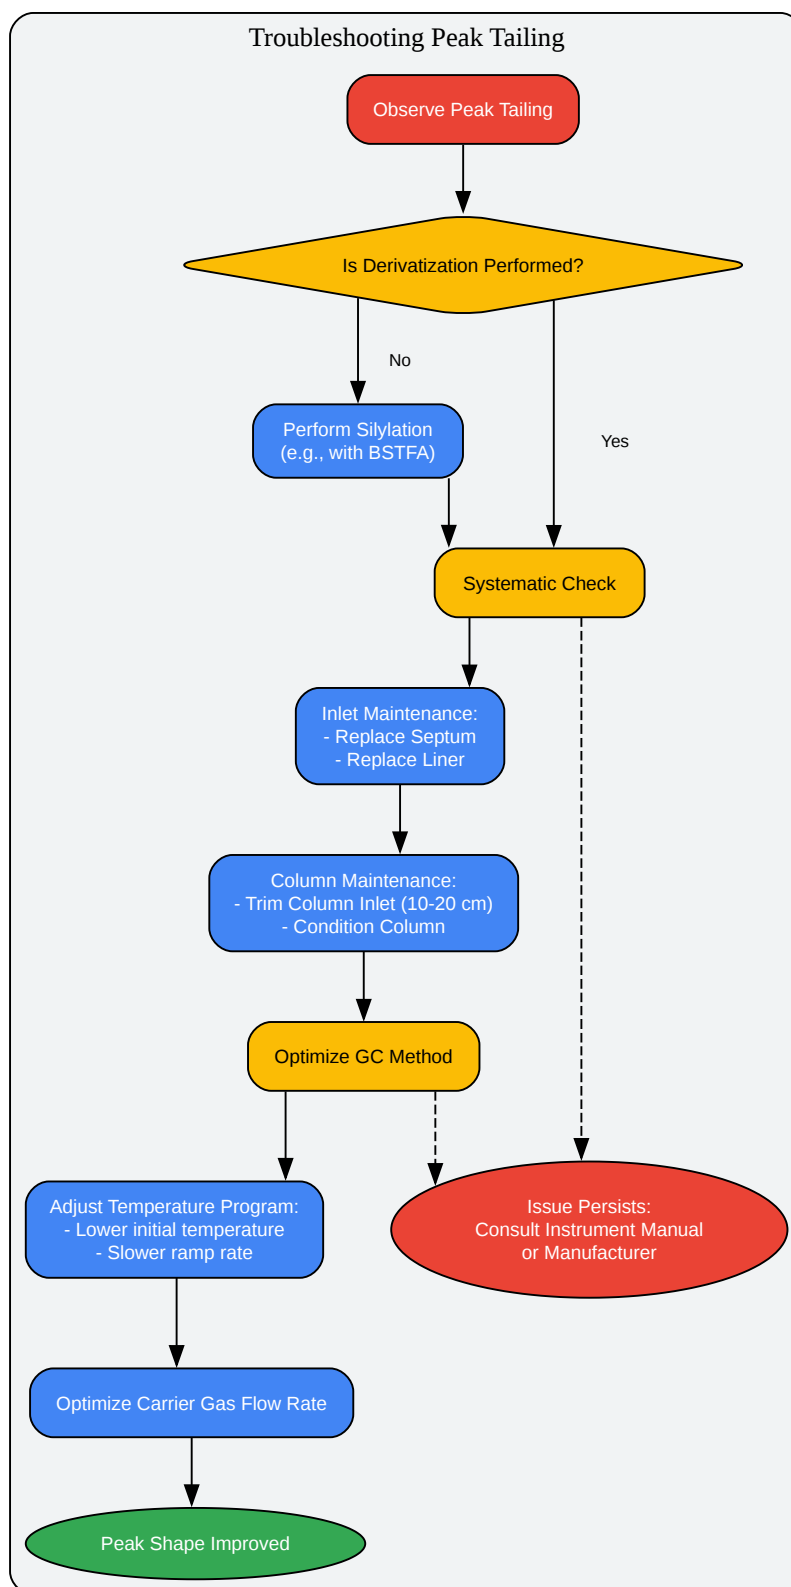 Troubleshooting Peak Tailing
Observe Peak Tailing
Is Derivatization Performed?
No
Perform Silylation
(e.g., with BSTFA)
Yes
Systematic Check
Inlet Maintenance:
- Replace Septum
- Replace Liner
Column Maintenance:
- Trim Column Inlet (10-20 cm)
- Condition Column
Optimize GC Method
Adjust Temperature Program:
- Lower initial temperature
- Slower ramp rate
Issue Persists:
Consult Instrument Manual
or Manufacturer
Optimize Carrier Gas Flow Rate
Peak Shape Improved